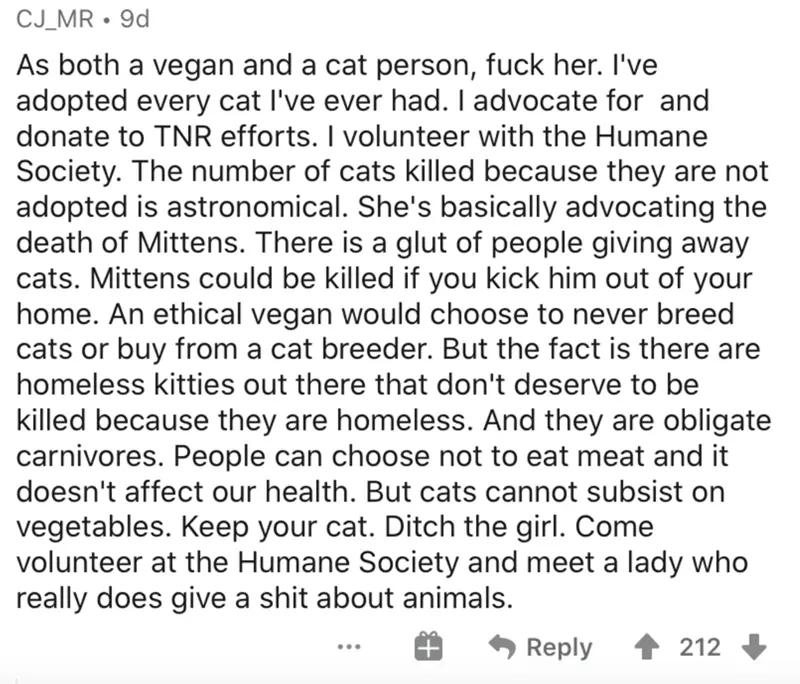 CJ_MR • 9d
As both a vegan and a cat person, fuck her. I've
adopted every cat I've ever had. I advocate for  and
donate to TNR efforts. I volunteer with the Humane
Society. The number of cats killed because they are not
adopted is astronomical. She's basically advocating the
death of Mittens. There is a glut of people giving away
cats. Mittens could be killed if you kick him out of your
home. An ethical vegan would choose to never breed
cats or buy from a cat breeder. But the fact is there are
homeless kitties out there that don't deserve to be
killed because they are homeless. And they are obligate
carnivores. People can choose not to eat meat and it
doesn't affect our health. But cats cannot subsist on
vegetables. Keep your cat. Ditch the girl. Come
volunteer at the Humane Society and meet a lady who
really does give a shit about animals.
... Reply 212